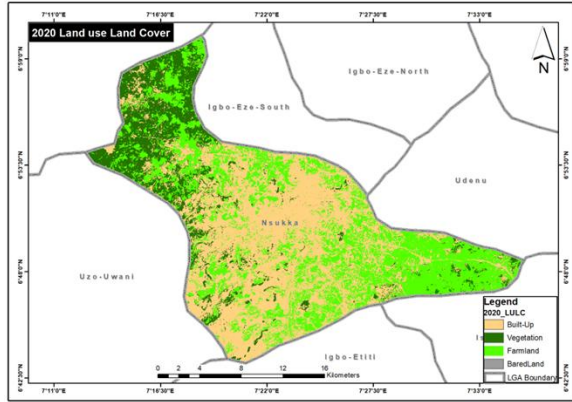 2020 Land use Land Cover
7°11'0"E 7°16'30"E 7°22'0"E 7°27'30"E 7°33'0"E
N
Igbo-Eze-North
Igbo-Eze-South
Udenu
Nsukka
Uzo-Uwani
Igbo-Etiti
Legend
2020_LULC
Built-Up
Vegetation
Farmland
BaredLand
LGA Boundary
0 2 4 8 12 16
Kilometers
7°11'0"E 7°16'30"E 7°22'0"E 7°27'30"E 7°33'0"E